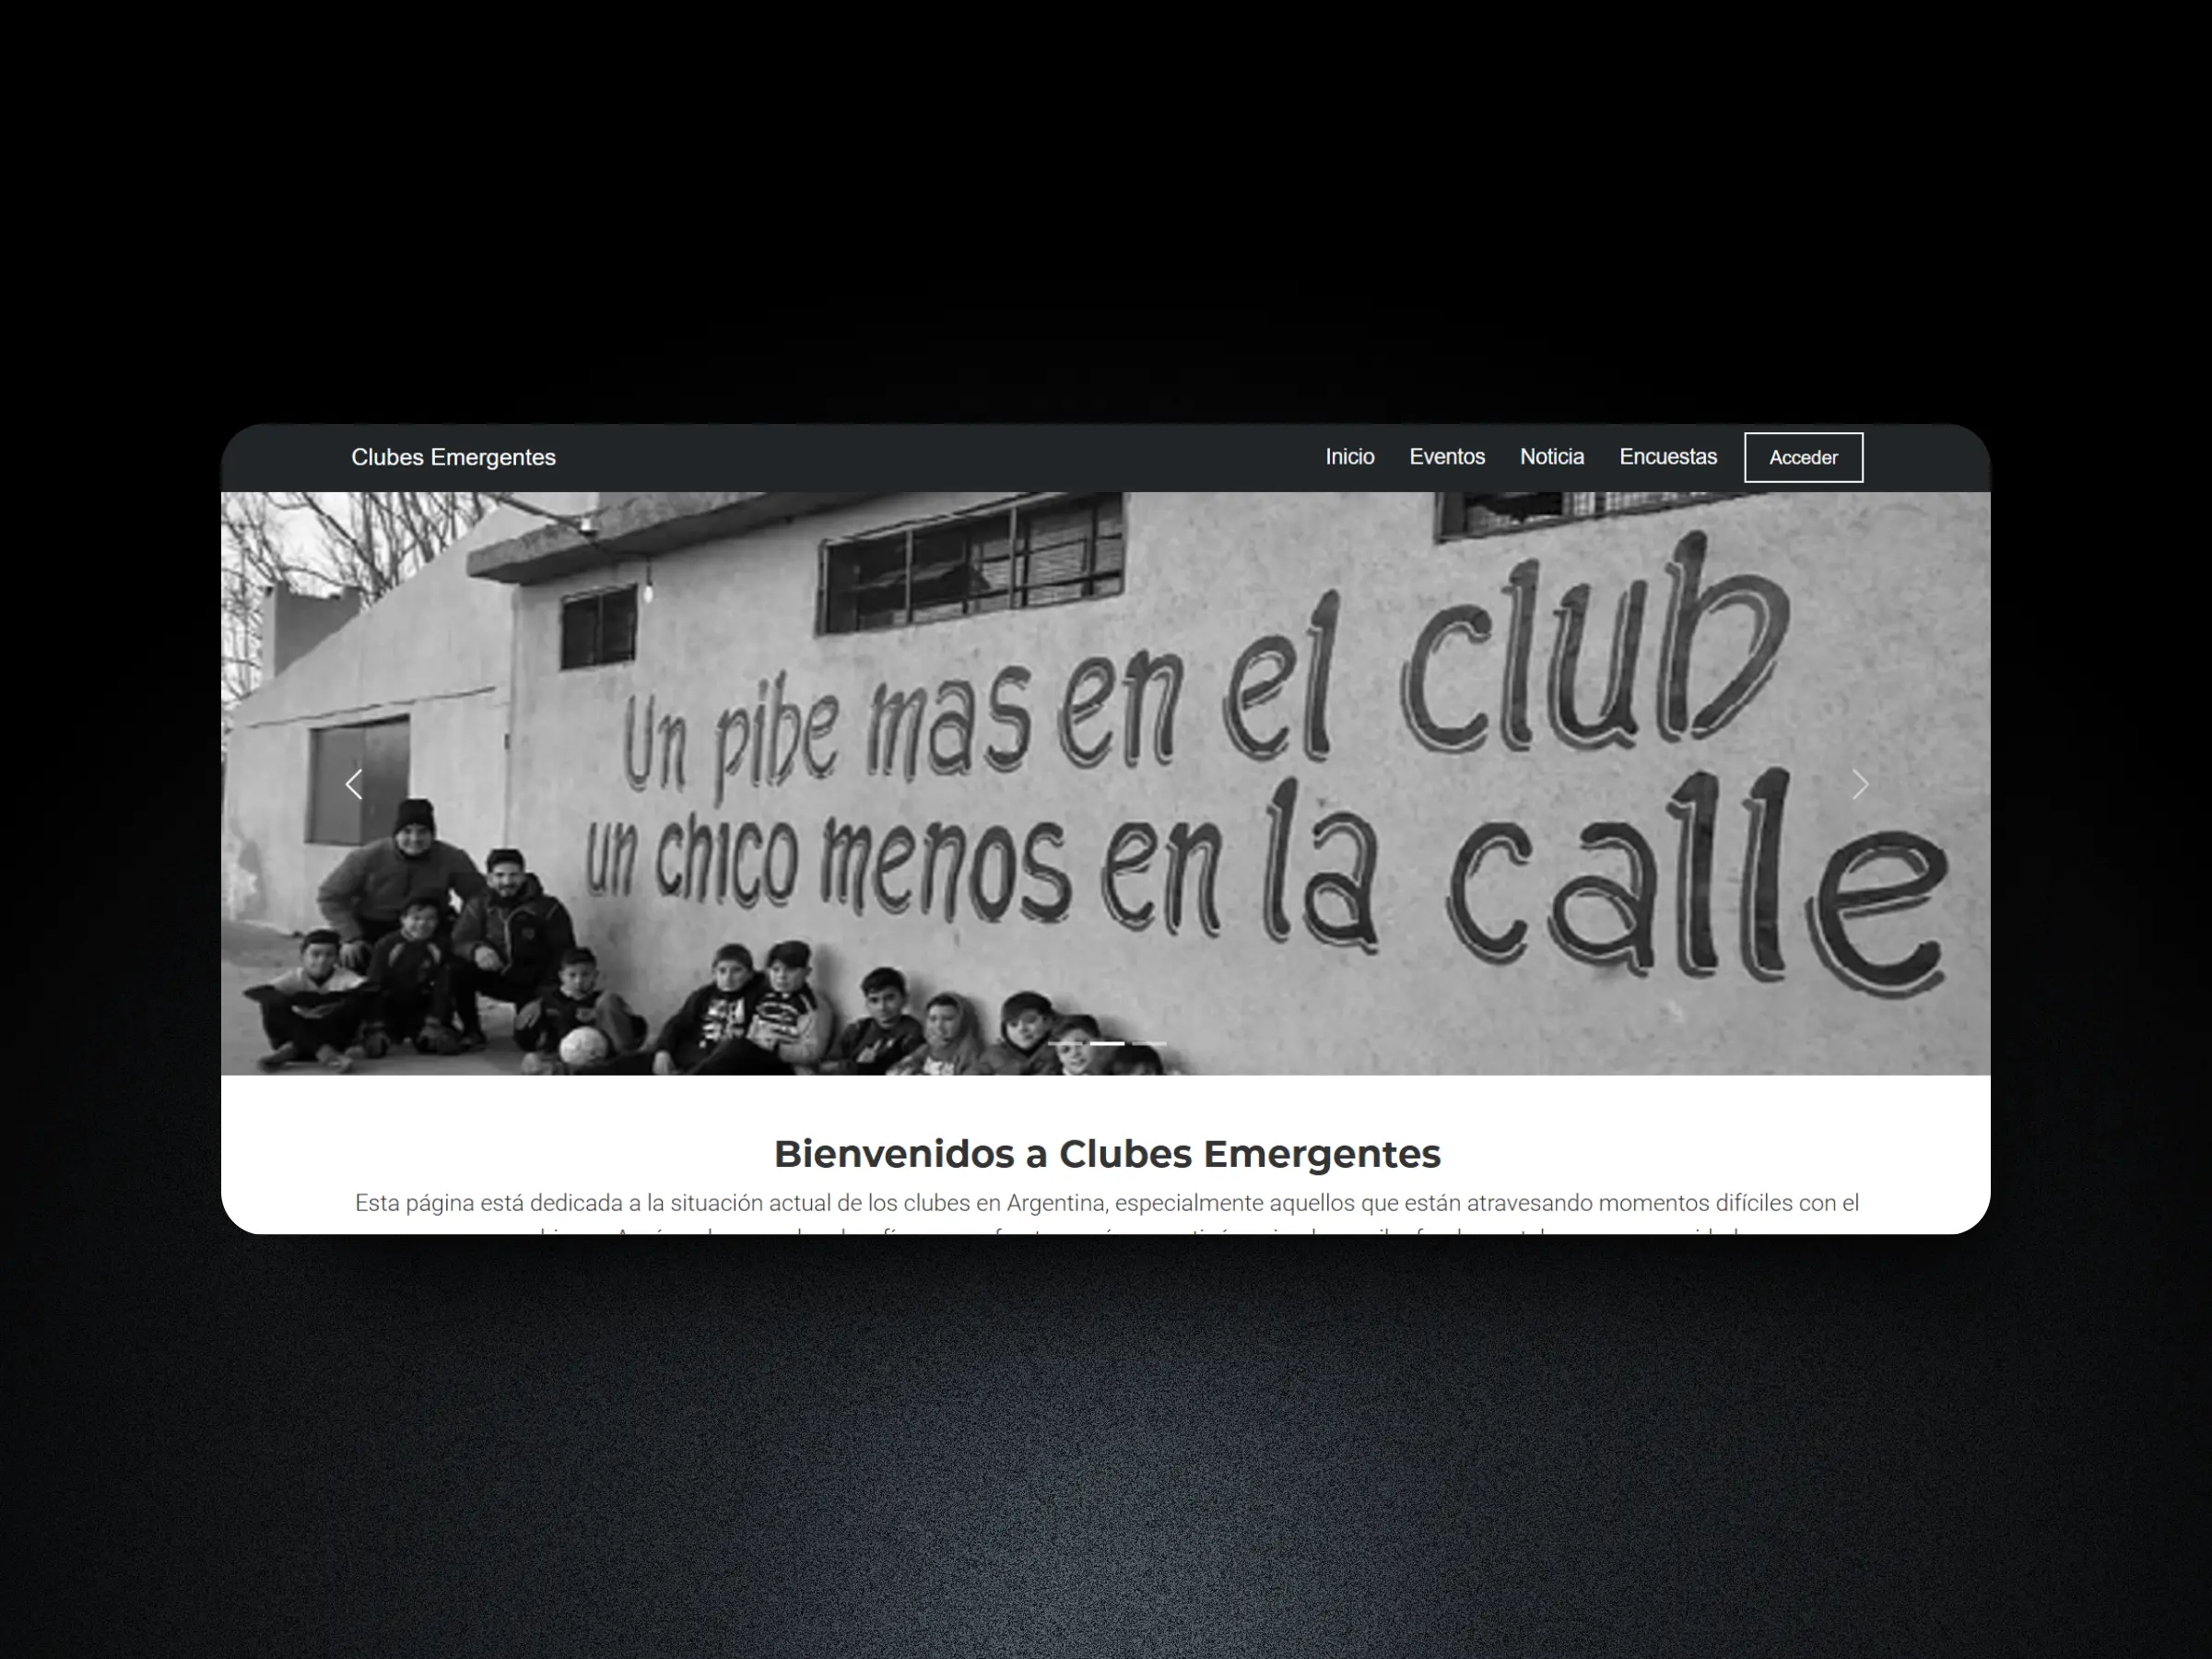 Clubes Emergentes
Inicio Eventos Noticia Encuestas Acceder
Un pibe mas en el club
un chico menos en la calle
Bienvenidos a Clubes Emergentes
Esta página está dedicada a la situación actual de los clubes en Argentina, especialmente aquellos que están atravesando momentos difíciles con el